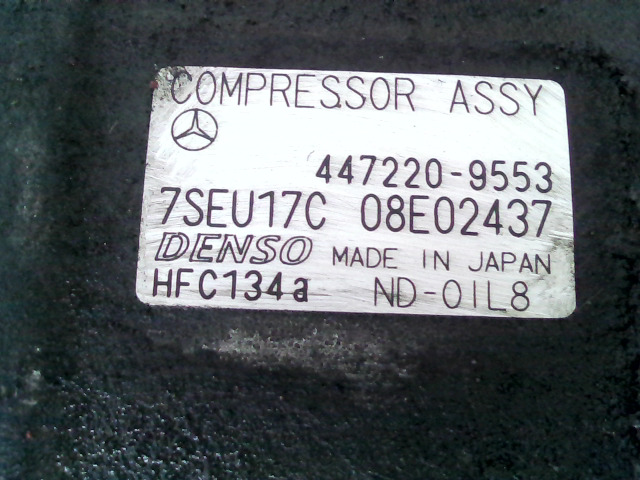 COMPRESSOR ASSY
447220-9553
7SEU17C 08E02437
DENSO MADE IN JAPAN
HFC134a ND-OIL8